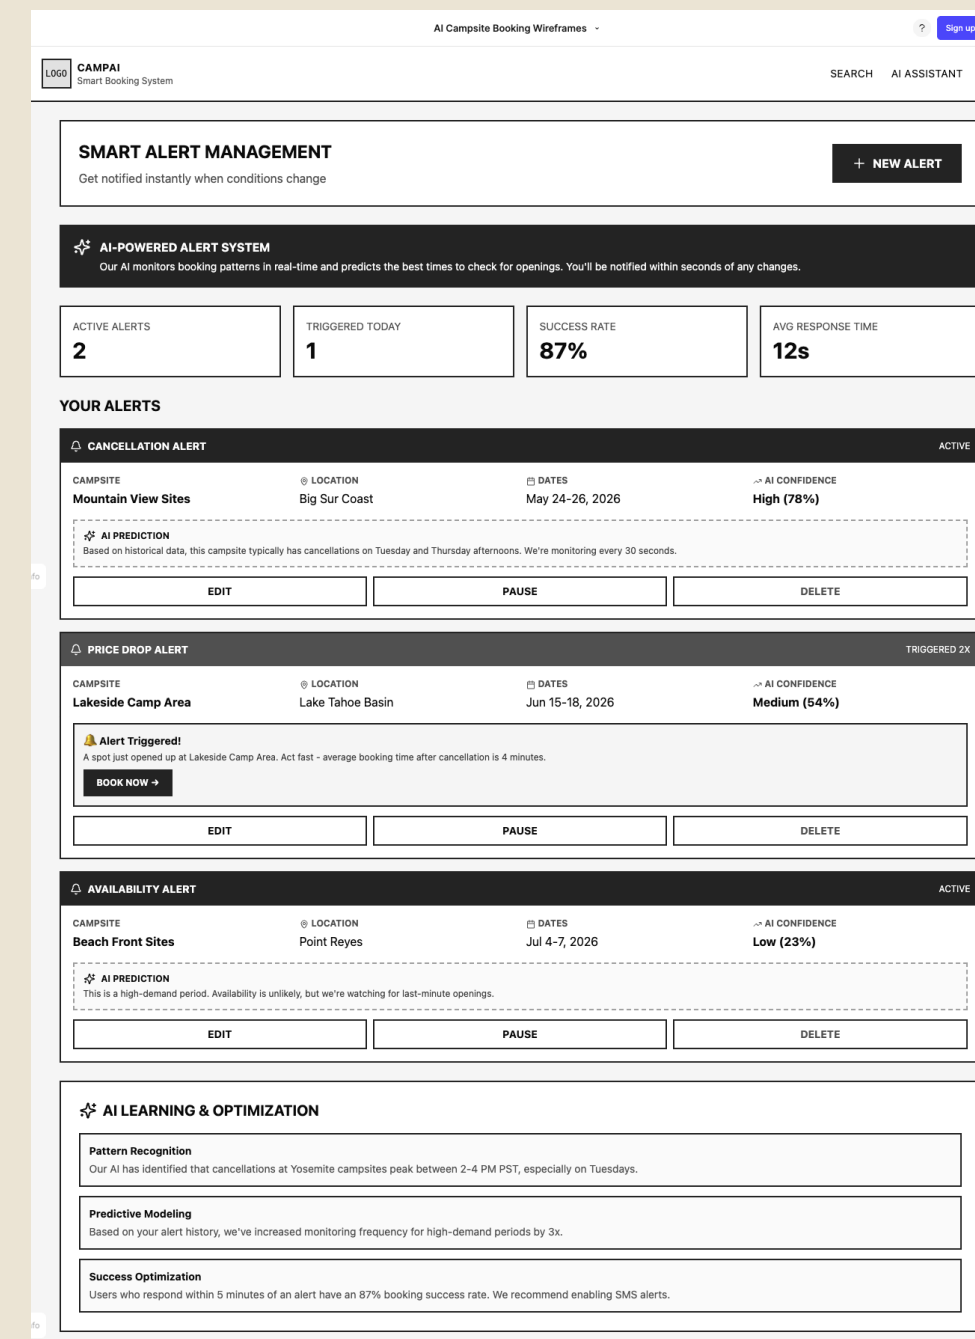 AI Campsite Booking Wireframes
?
Sign up
LOGO
CAMPAI
Smart Booking System
SEARCH
AI ASSISTANT
SMART ALERT MANAGEMENT
Get notified instantly when conditions change
+ NEW ALERT
AI-POWERED ALERT SYSTEM
Our AI monitors booking patterns in real-time and predicts the best times to check for openings. You'll be notified within seconds of any changes.
ACTIVE ALERTS
2
TRIGGERED TODAY
1
SUCCESS RATE
87%
AVG RESPONSE TIME
12s
YOUR ALERTS
CANCELLATION ALERT
ACTIVE
CAMPSITE
Mountain View Sites
LOCATION
Big Sur Coast
DATES
May 24-26, 2026
AI CONFIDENCE
High (78%)
AI PREDICTION
Based on historical data, this campsite typically has cancellations on Tuesday and Thursday afternoons. We're monitoring every 30 seconds.
EDIT
PAUSE
DELETE
PRICE DROP ALERT
TRIGGERED 2X
CAMPSITE
Lakeside Camp Area
LOCATION
Lake Tahoe Basin
DATES
Jun 15-18, 2026
AI CONFIDENCE
Medium (54%)
🔔 Alert Triggered!
A spot just opened up at Lakeside Camp Area. Act fast - average booking time after cancellation is 4 minutes.
BOOK NOW →
EDIT
PAUSE
DELETE
AVAILABILITY ALERT
ACTIVE
CAMPSITE
Beach Front Sites
LOCATION
Point Reyes
DATES
Jul 4-7, 2026
AI CONFIDENCE
Low (23%)
AI PREDICTION
This is a high-demand period. Availability is unlikely, but we're watching for last-minute openings.
EDIT
PAUSE
DELETE
AI LEARNING & OPTIMIZATION
Pattern Recognition
Our AI has identified that cancellations at Yosemite campsites peak between 2-4 PM PST, especially on Tuesdays.
Predictive Modeling
Based on your alert history, we've increased monitoring frequency for high-demand periods by 3x.
Success Optimization
Users who respond within 5 minutes of an alert have an 87% booking success rate. We recommend enabling SMS alerts.